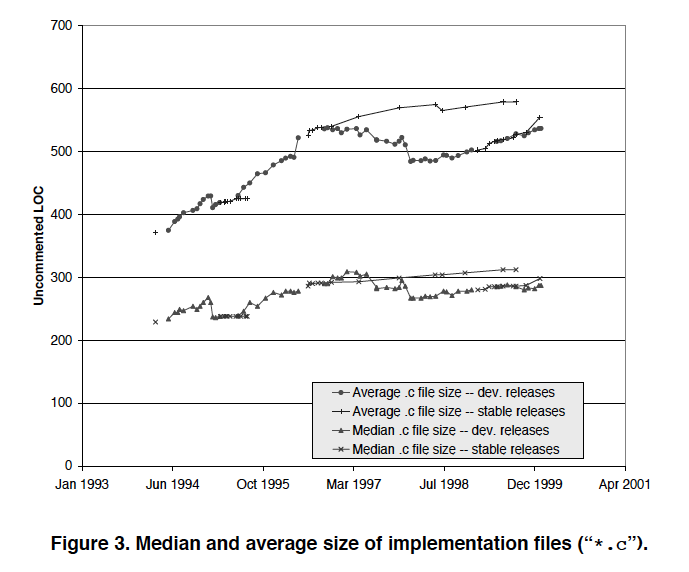 700
600
500
400
300
200
100
0
Uncommented LOC
Average .c file size -- dev. releases
Average .c file size -- stable releases
Median .c file size -- dev. releases
Median .c file size -- stable releases
Jan 1993 Jun 1994 Oct 1995 Mar 1997 Jul 1998 Dec 1999 Apr 2001
Figure 3. Median and average size of implementation files (“*.c”).